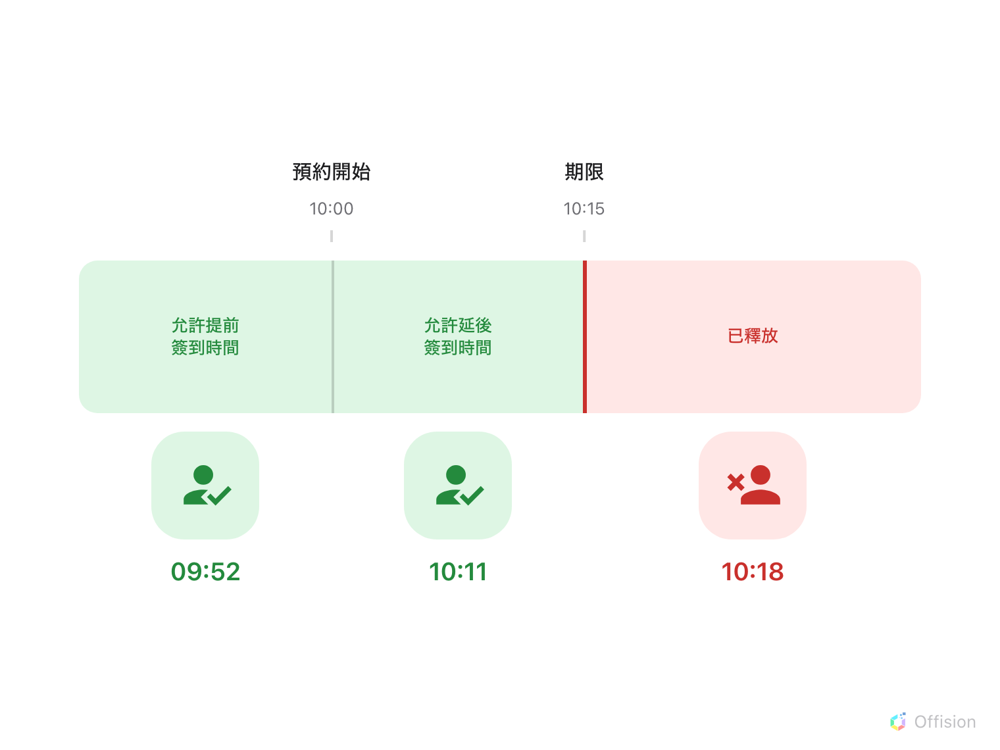 預約開始
10:00
期限
10:15
允許提前
簽到時間
允許延後
簽到時間
已釋放
09:52
10:11
10:18
Offision